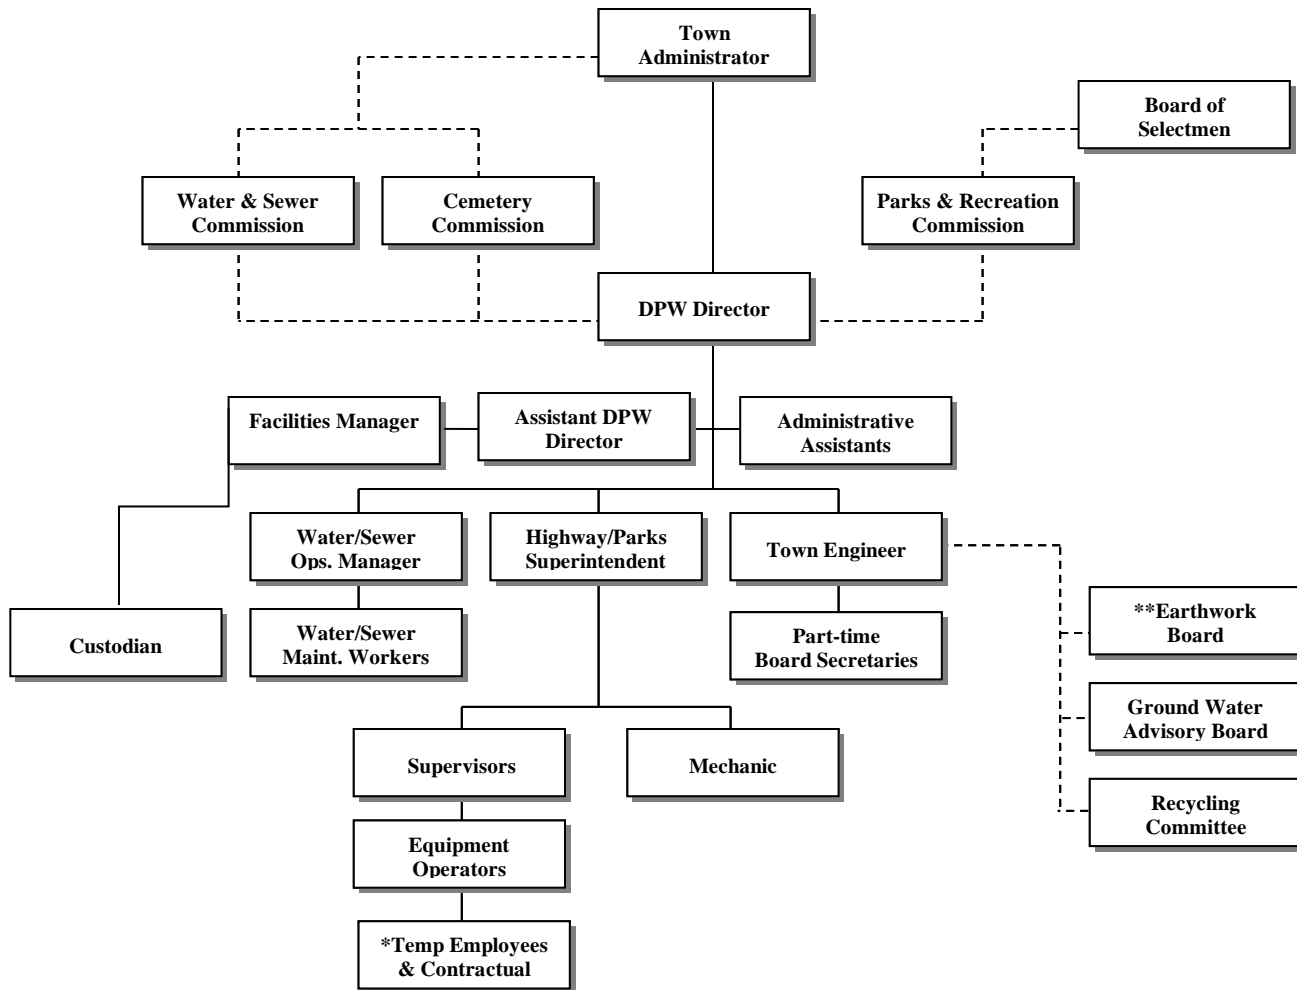 Town
Administrator
Board of
Selectmen
Water & Sewer
Commission
Cemetery
Commission
Parks & Recreation
Commission
DPW Director
Facilities Manager
Assistant DPW
Director
Administrative
Assistants
Water/Sewer
Ops. Manager
Highway/Parks
Superintendent
Town Engineer
**Earthwork
Board
Custodian
Water/Sewer
Maint. Workers
Part-time
Board Secretaries
Ground Water
Advisory Board
Supervisors
Mechanic
Recycling
Committee
Equipment
Operators
*Temp Employees
& Contractual